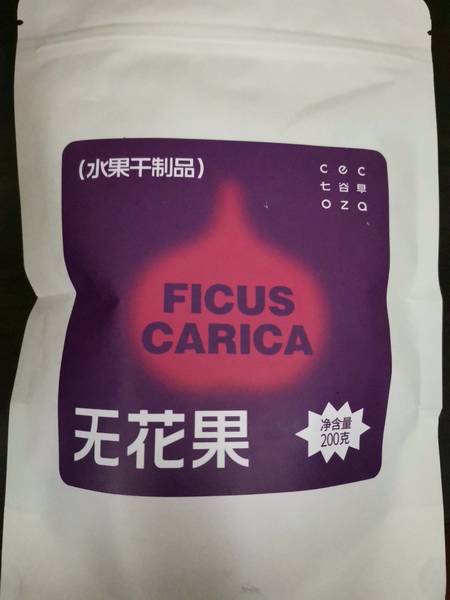 （水果干制品）
cec
七谷早
oza
FICUS
CARICA
无花果
净含量
200克